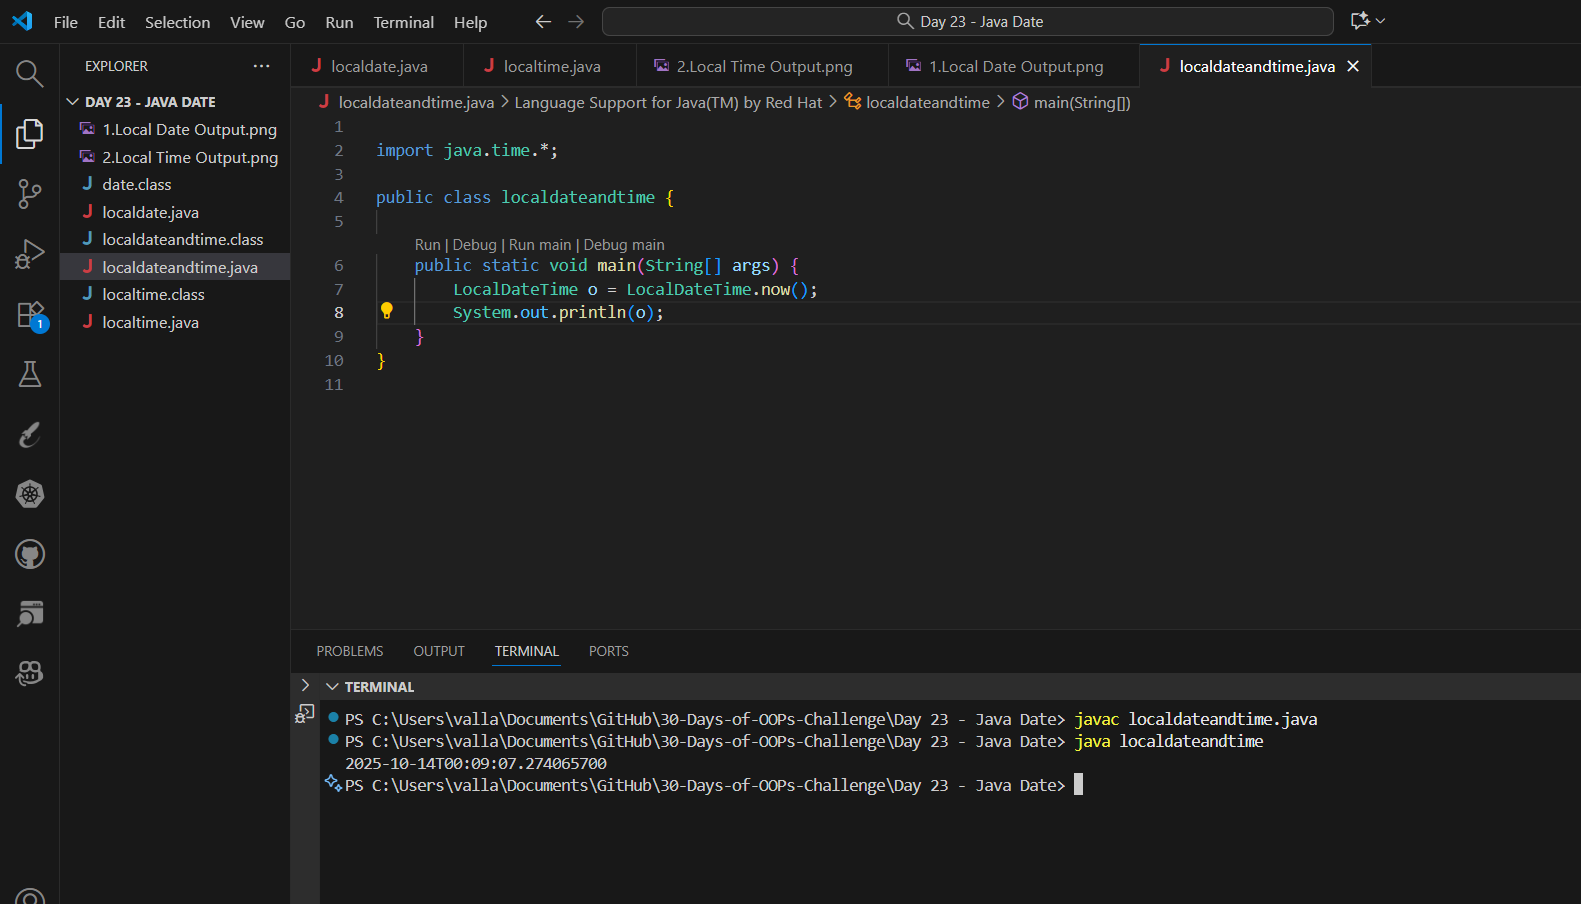 File Edit Selection View Go Run Terminal Help
Day 23 - Java Date
EXPLORER
DAY 23 - JAVA DATE
1.Local Date Output.png
2.Local Time Output.png
date.class
localdate.java
localdateandtime.class
localdateandtime.java
localtime.class
localtime.java
1
localdate.java localtime.java 2.Local Time Output.png 1.Local Date Output.png localdateandtime.java
localdateandtime.java > Language Support for Java(TM) by Red Hat > localdateandtime > main(String[])
1
2 import java.time.*;
3
4 public class localdateandtime {
5
Run | Debug | Run main | Debug main
6 public static void main(String[] args) {
7 LocalDateTime o = LocalDateTime.now();
8 System.out.println(o);
9 }
10 }
11
PROBLEMS OUTPUT TERMINAL PORTS
TERMINAL
PS C:\Users\valla\Documents\GitHub\30-Days-of-OOPs-Challenge\Day 23 - Java Date> javac localdateandtime.java
PS C:\Users\valla\Documents\GitHub\30-Days-of-OOPs-Challenge\Day 23 - Java Date> java localdateandtime
2025-10-14T00:09:07.274065700
PS C:\Users\valla\Documents\GitHub\30-Days-of-OOPs-Challenge\Day 23 - Java Date>